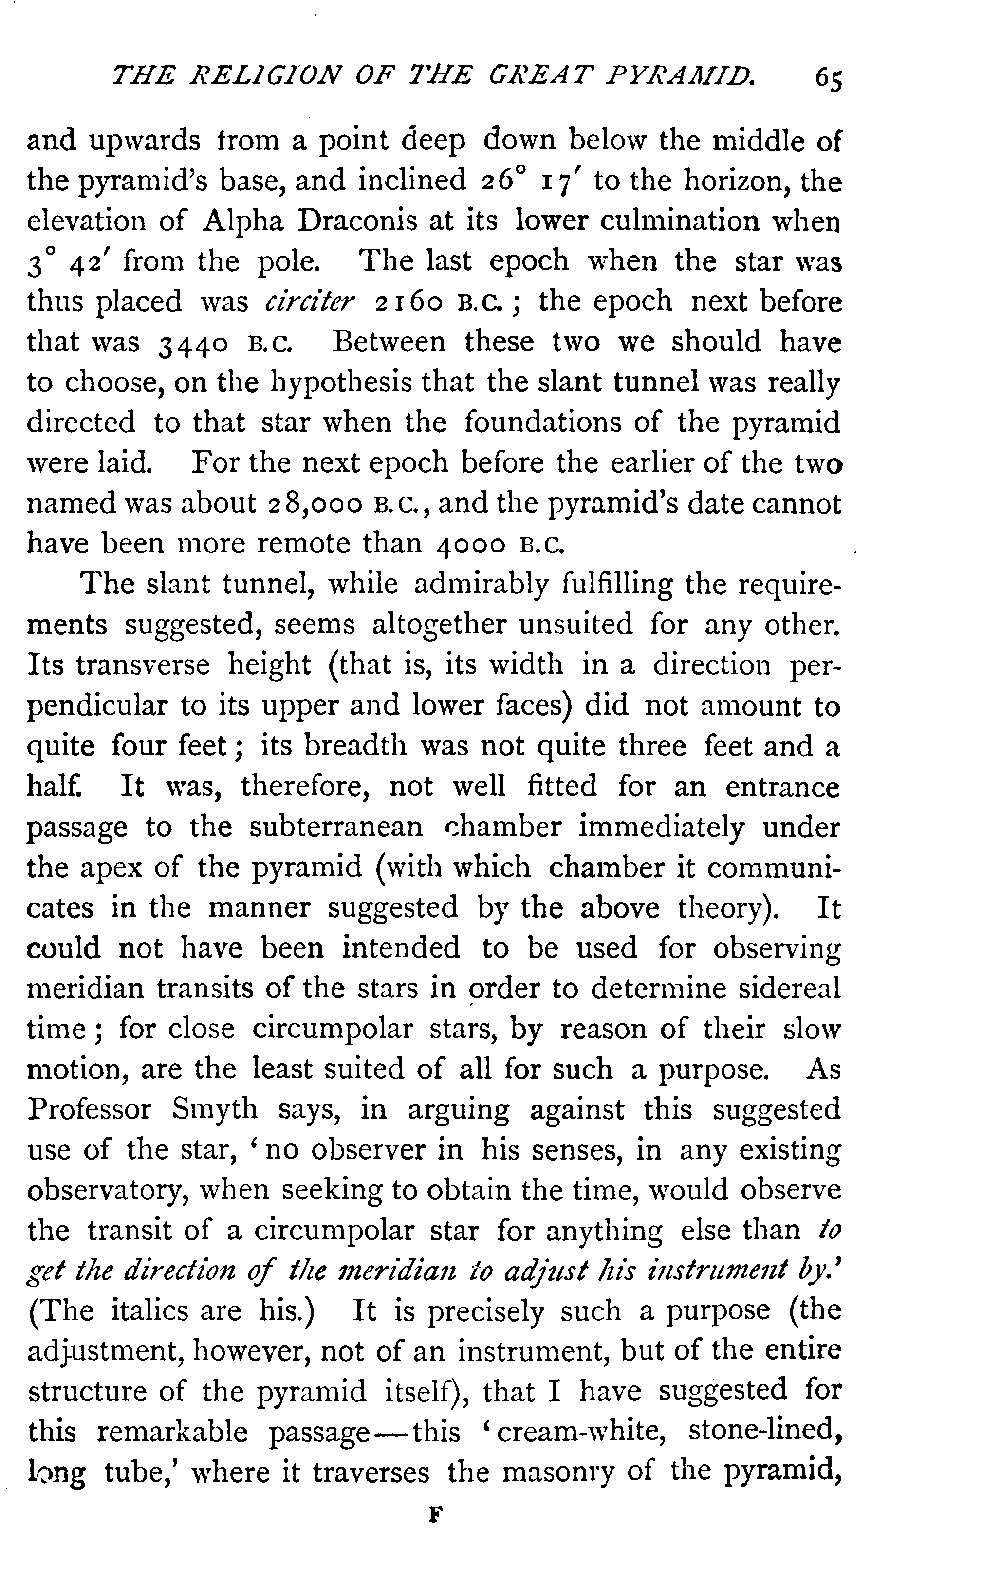 THE RELIGION OF THE GREAT PYRAMID. 65
and upwards from a point deep down below the middle of
the pyramid's base, and inclined 26° 17′ to the horizon, the
elevation of Alpha Draconis at its lower culmination when
3° 42′ from the pole. The last epoch when the star was
thus placed was circiter 2160 B.C.; the epoch next before
that was 3440 B.C. Between these two we should have
to choose, on the hypothesis that the slant tunnel was really
directed to that star when the foundations of the pyramid
were laid. For the next epoch before the earlier of the two
named was about 28,000 B.C., and the pyramid's date cannot
have been more remote than 4000 B.C.
The slant tunnel, while admirably fulfilling the require-
ments suggested, seems altogether unsuited for any other.
Its transverse height (that is, its width in a direction per-
pendicular to its upper and lower faces) did not amount to
quite four feet; its breadth was not quite three feet and a
half. It was, therefore, not well fitted for an entrance
passage to the subterranean chamber immediately under
the apex of the pyramid (with which chamber it communi-
cates in the manner suggested by the above theory). It
could not have been intended to be used for observing
meridian transits of the stars in order to determine sidereal
time; for close circumpolar stars, by reason of their slow
motion, are the least suited of all for such a purpose. As
Professor Smyth says, in arguing against this suggested
use of the star, ‘no observer in his senses, in any existing
observatory, when seeking to obtain the time, would observe
the transit of a circumpolar star for anything else than to
get the direction of the meridian to adjust his instrument by.’
(The italics are his.) It is precisely such a purpose (the
adjustment, however, not of an instrument, but of the entire
structure of the pyramid itself), that I have suggested for
this remarkable passage—this ‘cream-white, stone-lined,
long tube,’ where it traverses the masonry of the pyramid,
F